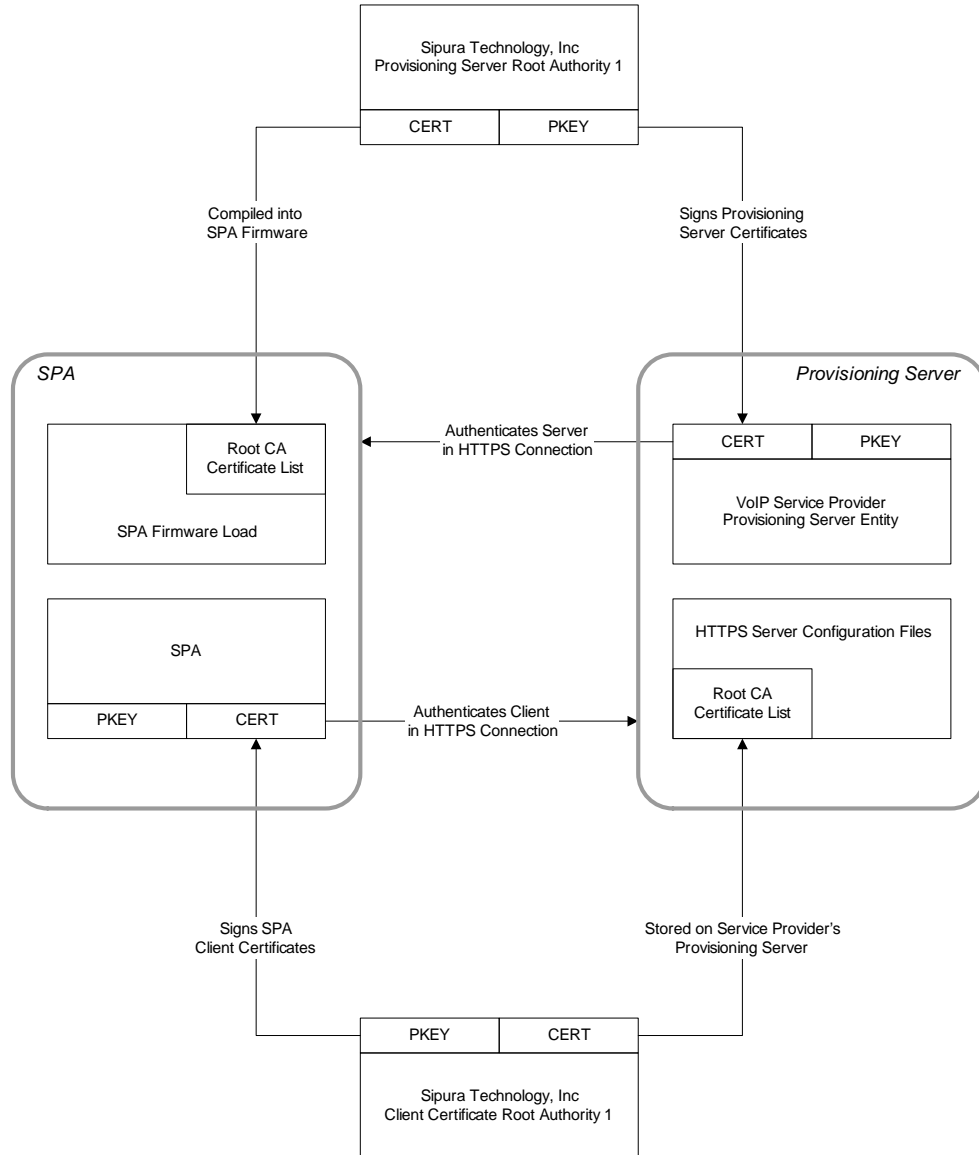 Sipura Technology, Inc
Provisioning Server Root Authority 1
CERT
PKEY
Compiled into
SPA Firmware
Signs Provisioning
Server Certificates
SPA
Provisioning Server
Root CA
Certificate List
SPA Firmware Load
Authenticates Server
in HTTPS Connection
CERT
PKEY
VoIP Service Provider
Provisioning Server Entity
SPA
PKEY
CERT
Authenticates Client
in HTTPS Connection
HTTPS Server Configuration Files
Root CA
Certificate List
Signs SPA
Client Certificates
Stored on Service Provider's
Provisioning Server
PKEY
CERT
Sipura Technology, Inc
Client Certificate Root Authority 1